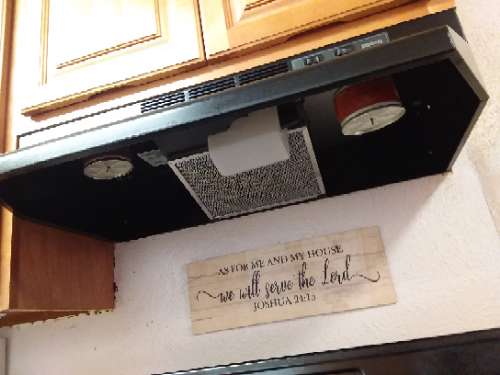 AS FOR ME AND MY HOUSE
we will serve the Lord
JOSHUA 24:15